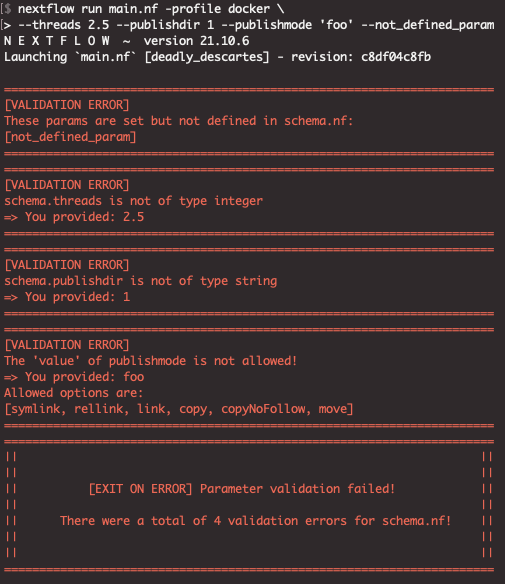 [$ nextflow run main.nf -profile docker \
[> --threads 2.5 --publishdir 1 --publishmode 'foo' --not_defined_param
N E X T F L O W  ~  version 21.10.6
Launching `main.nf` [deadly_descartes] - revision: c8df04c8fb
[VALIDATION ERROR]
These params are set but not defined in schema.nf:
[not_defined_param]
[VALIDATION ERROR]
schema.threads is not of type integer
=> You provided: 2.5
[VALIDATION ERROR]
schema.publishdir is not of type string
=> You provided: 1
[VALIDATION ERROR]
The 'value' of publishmode is not allowed!
=> You provided: foo
Allowed options are:
[symlink, rellink, link, copy, copyNoFollow, move]
[EXIT ON ERROR] Parameter validation failed!
There were a total of 4 validation errors for schema.nf!